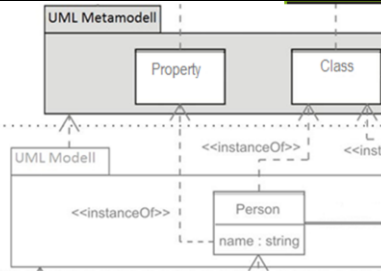 UML Metamodell
Property
Class
<<instanceOf>>
<<inst
UML Modell
<<instanceOf>>
Person
name : string